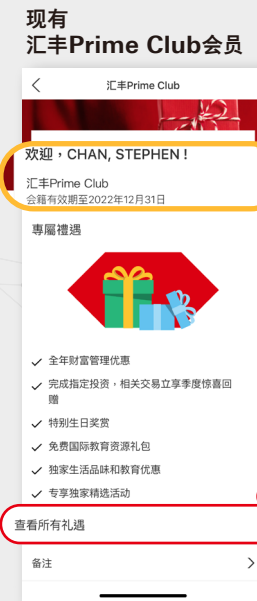 现有
汇丰Prime Club会员
汇丰Prime Club
欢迎，CHAN, STEPHEN !
汇丰Prime Club
会籍有效期至2022年12月31日
專屬禮遇
全年财富管理优惠
完成指定投资，相关交易立享季度惊喜回
赠
特别生日奖赏
免费国际教育资源礼包
独家生活品味和教育优惠
专享独家精选活动
查看所有礼遇
备注